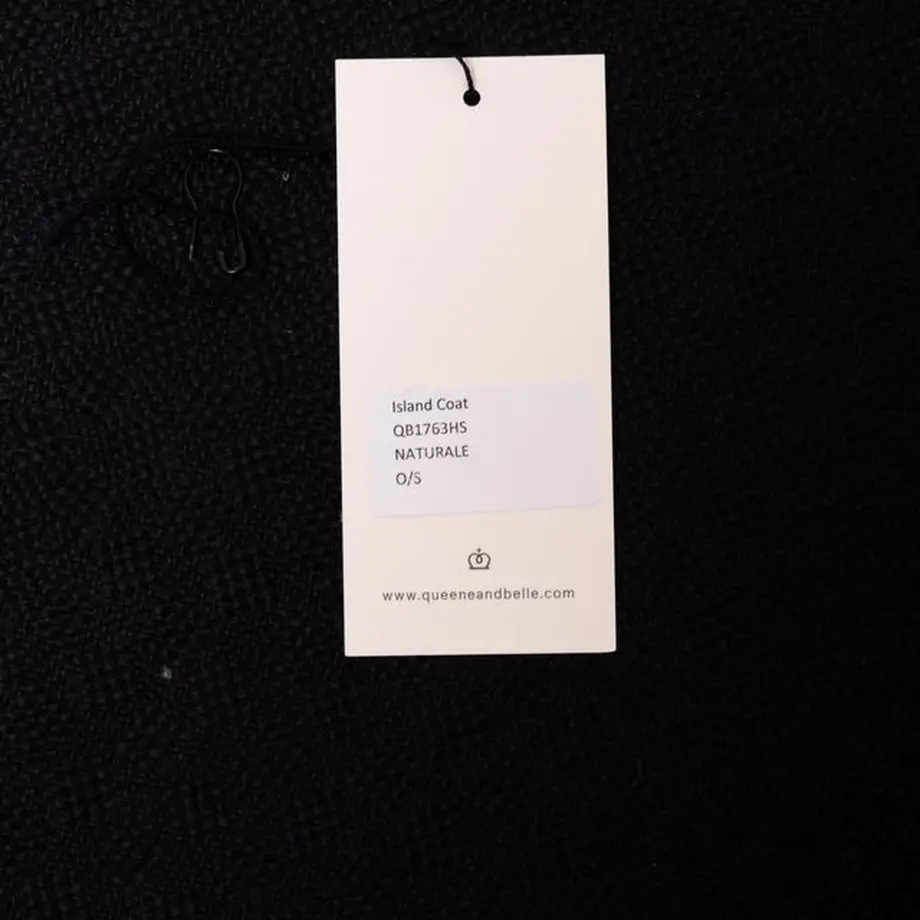 Island Coat
QB1763HS
NATURALE
O/S
www.queeneandbelle.com